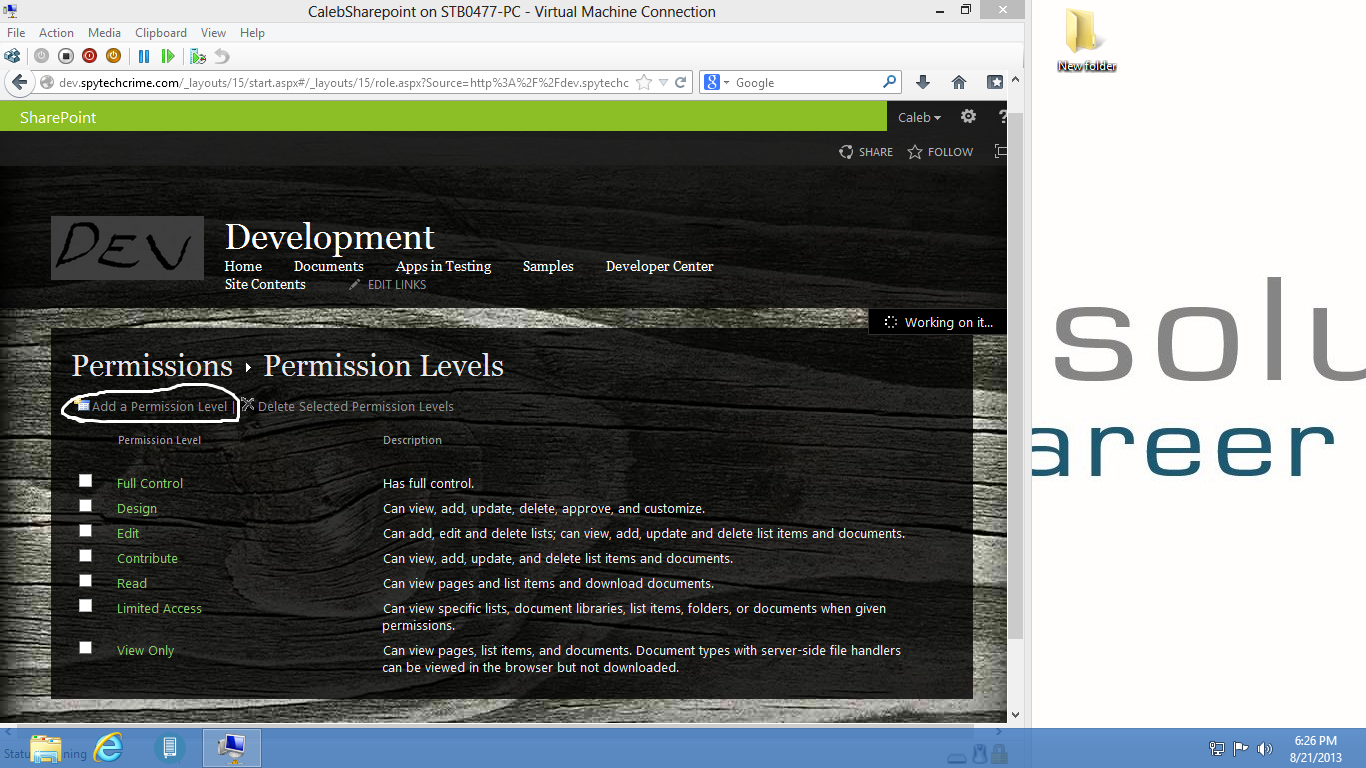 CalebSharepoint on STB0477-PC - Virtual Machine Connection
File Action Media Clipboard View Help
dev.spytechcrime.com/_layouts/15/start.aspx#/_layouts/15/role.aspx?Source=http%3A%2F%2Fdev.spytechc
Google
New folder
SharePoint
Caleb
?
SHARE FOLLOW
DEV
Development
Home Documents Apps in Testing Samples Developer Center
Site Contents EDIT LINKS
Working on it...
Permissions Permission Levels
Add a Permission Level | Delete Selected Permission Levels
Permission Level Description
Full Control Has full control.
Design Can view, add, update, delete, approve, and customize.
Edit Can add, edit and delete lists; can view, add, update and delete list items and documents.
Contribute Can view, add, update, and delete list items and documents.
Read Can view pages and list items and download documents.
Limited Access Can view specific lists, document libraries, list items, folders, or documents when given
permissions.
View Only Can view pages, list items, and documents. Document types with server-side file handlers
can be viewed in the browser but not downloaded.
solu
areer
6:26 PM
8/21/2013